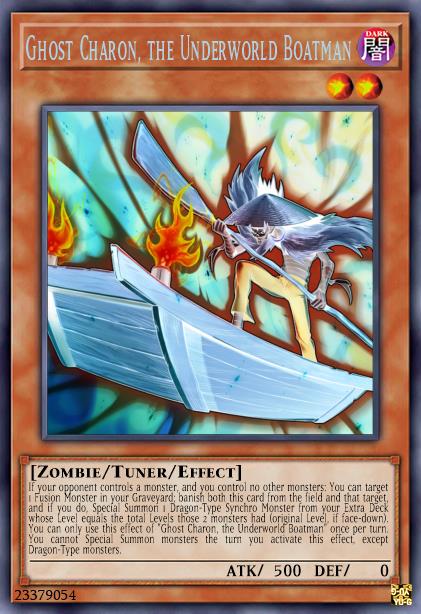 Ghost Charon, the Underworld Boatman
DARK
闇
[Zombie/Tuner/Effect]
If your opponent controls a monster, and you control no other monsters: You can target
1 Fusion Monster in your Graveyard; banish both this card from the field and that target,
and if you do, Special Summon 1 Dragon-Type Synchro Monster from your Extra Deck
whose Level equals the total Levels those 2 monsters had (original Level, if face-down).
You can only use this effect of "Ghost Charon, the Underworld Boatman" once per turn.
You cannot Special Summon monsters the turn you activate this effect, except
Dragon-Type monsters.
ATK/ 500 DEF/ 0
23379054